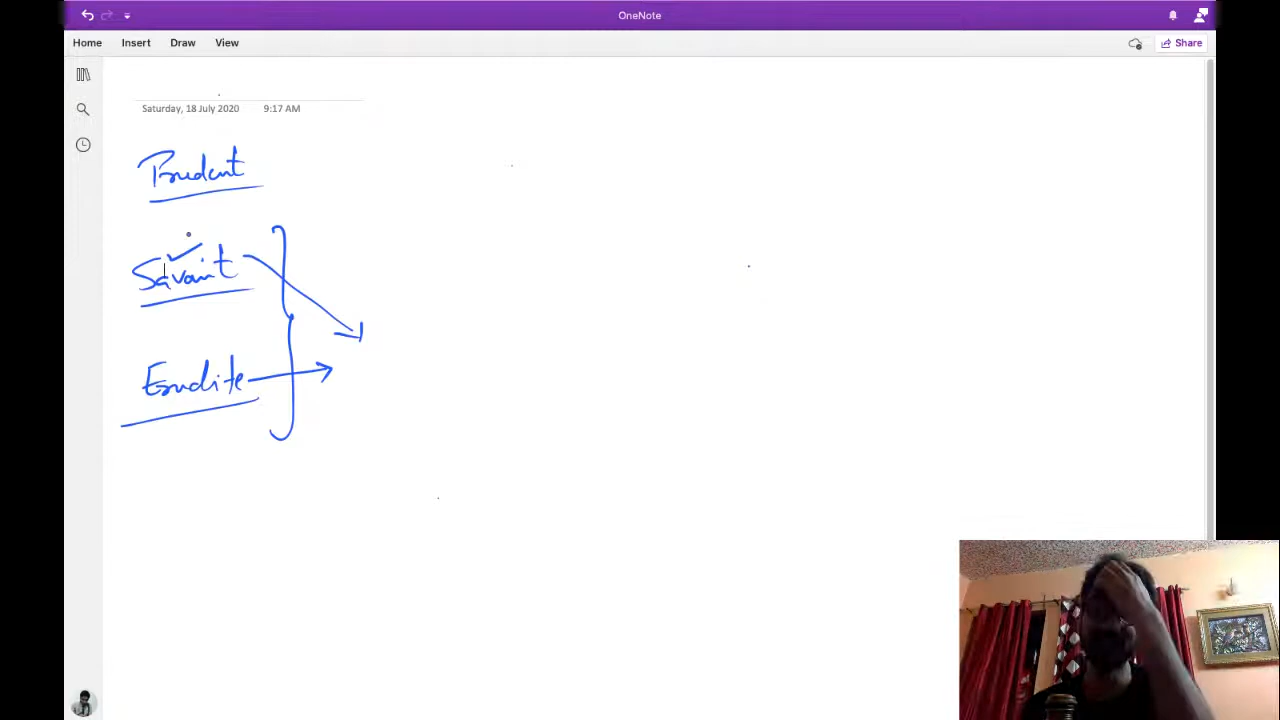 OneNote
Home Insert Draw View Share
Saturday, 18 July 2020 9:17 AM
Prudent
Savant
Erudite